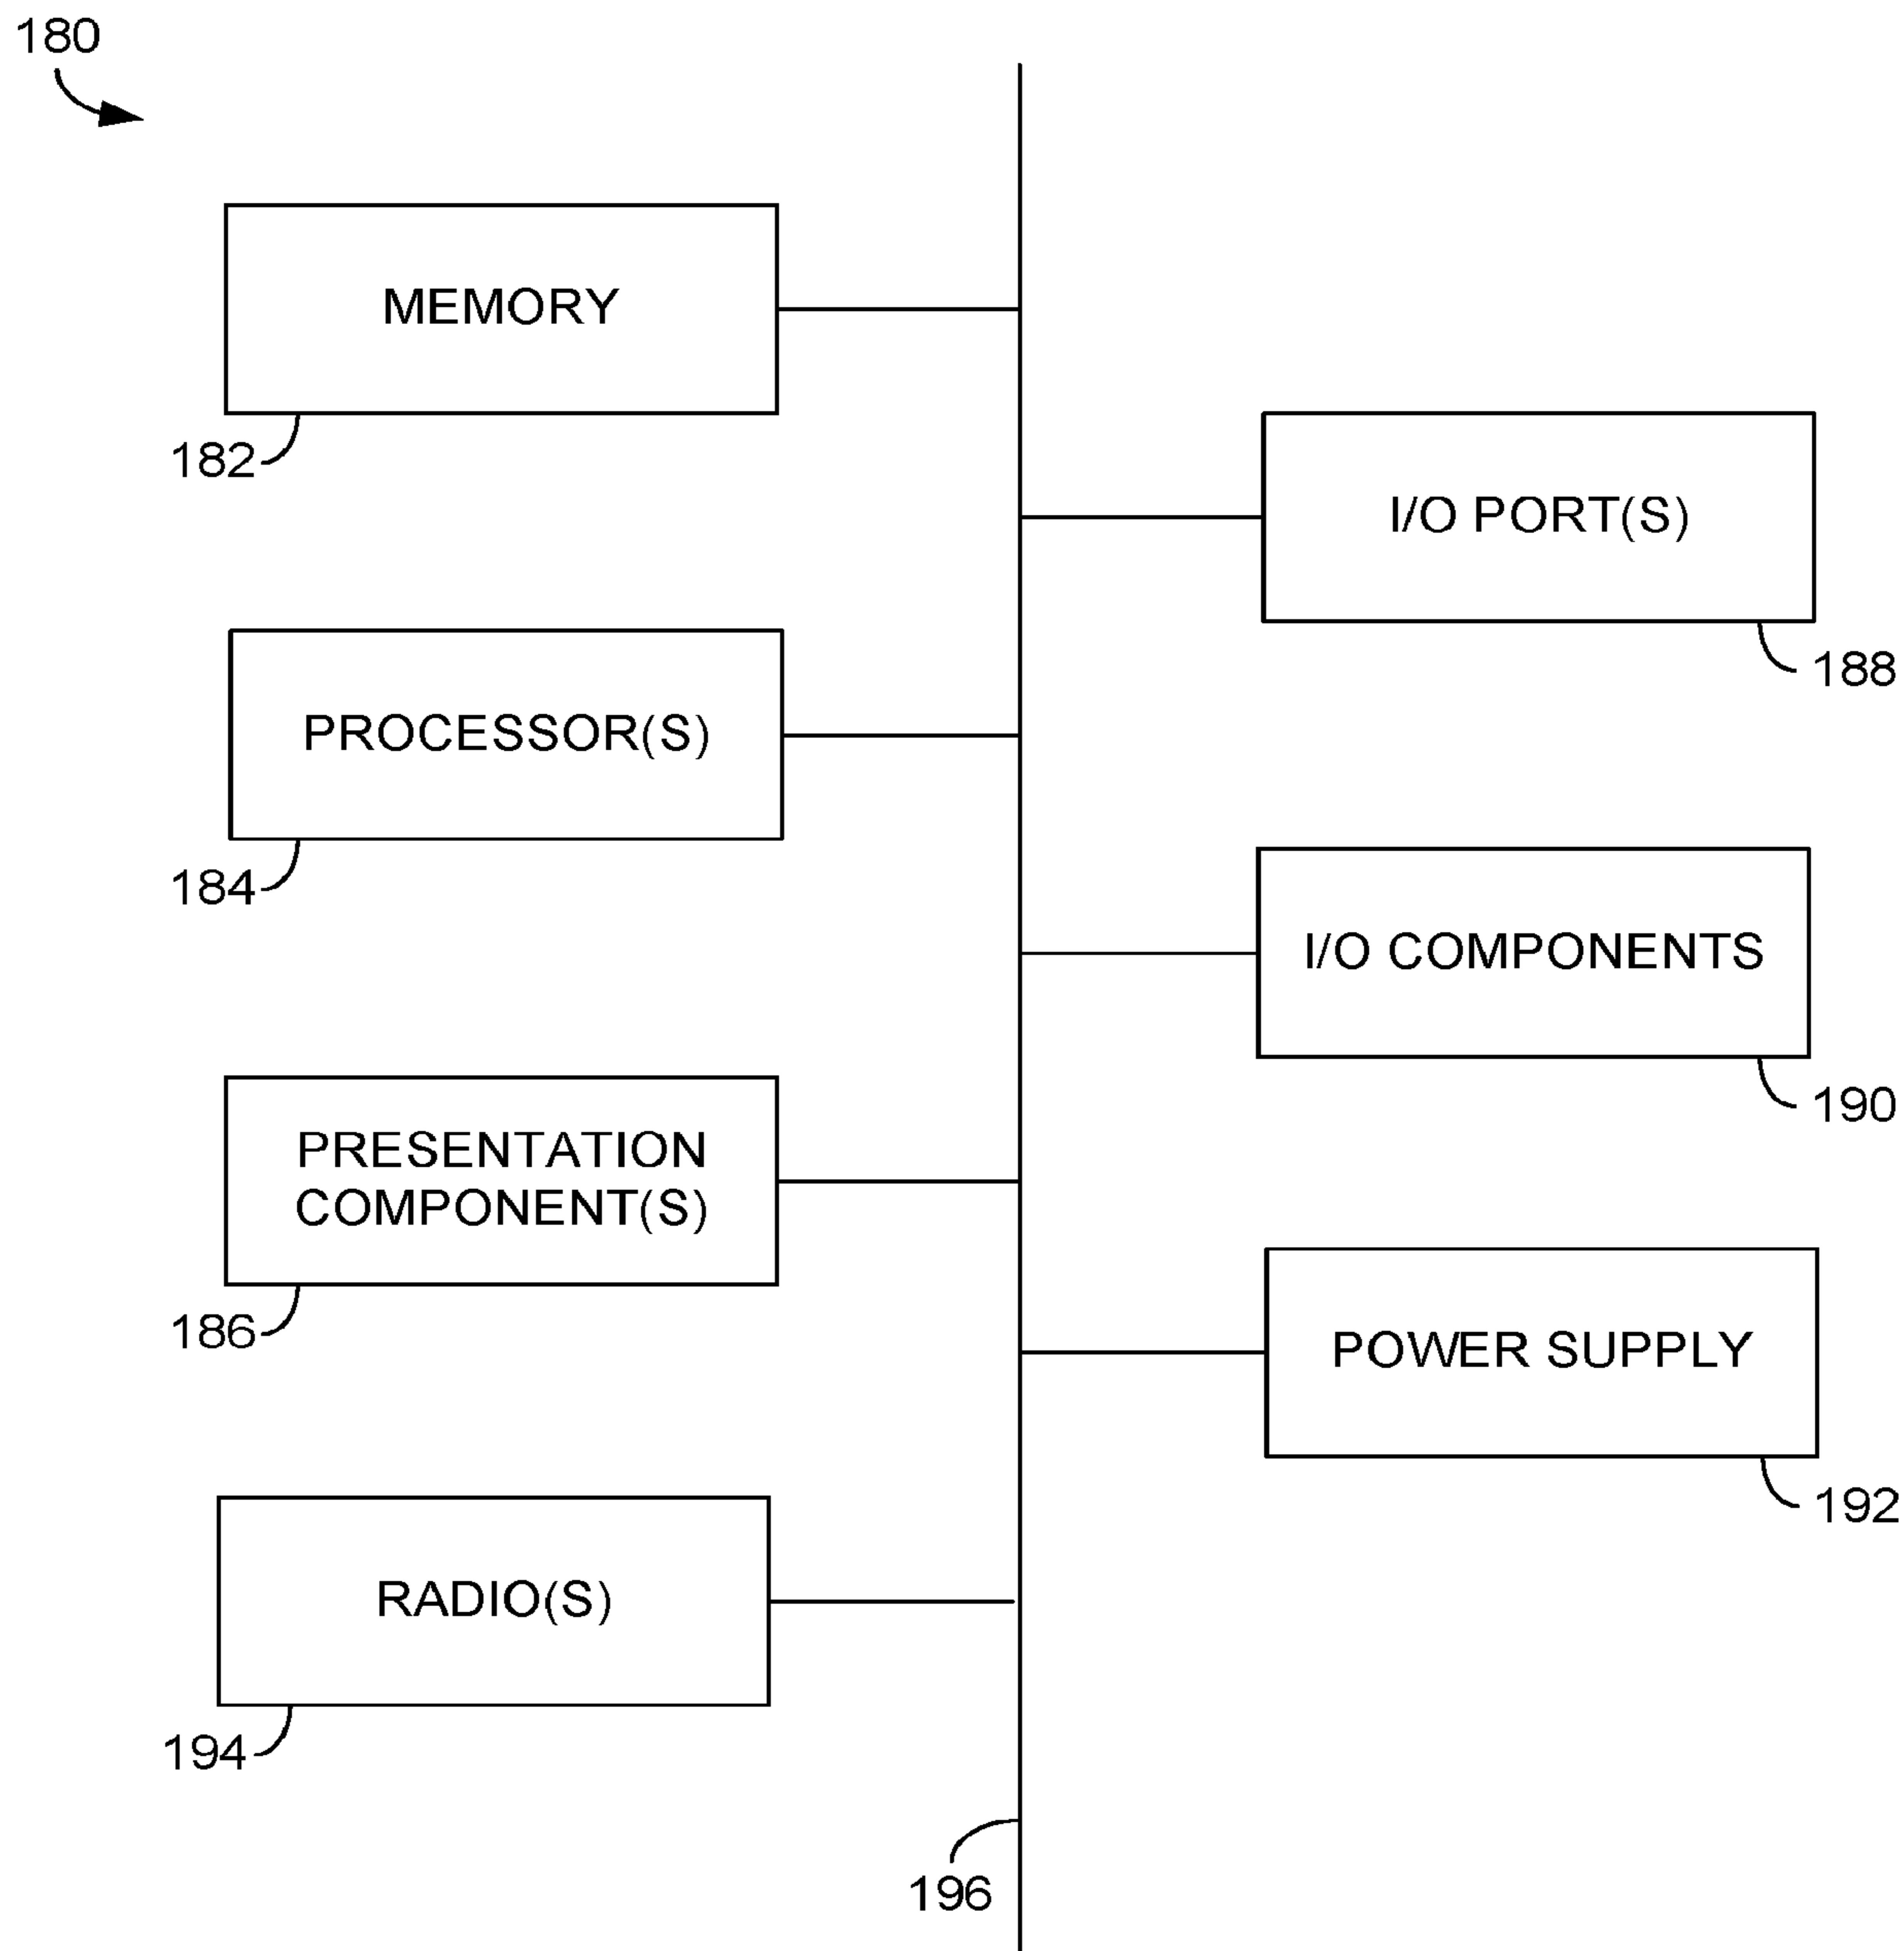 180
MEMORY
182
I/O PORT(S)
188
PROCESSOR(S)
184
I/O COMPONENTS
190
PRESENTATION
COMPONENT(S)
186
POWER SUPPLY
192
RADIO(S)
194
196